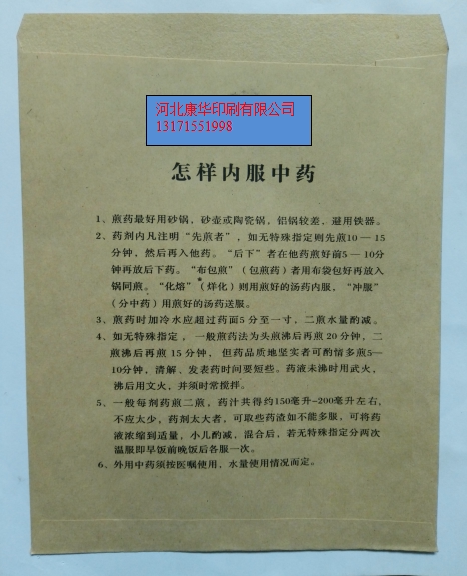 河北康华印刷有限公司
13171551998
怎样内服中药
1、煎药最好用砂锅，砂壶或陶瓷锅，铝锅较差，避用铁器。
2、药剂内凡注明“先煎者”，如无特殊指定则先煎10—15
分钟，然后再入他药。“后下”者在他药煎好前5—10分
钟再放后下药。“布包煎”（包煎药）者用布袋包好再放入
锅同煎。“化熔”（烊化）则用煎好的汤药内服，“冲服”
（分中药）用煎好的汤药送服。
3、煎药时加冷水应超过药面5分至一寸，二煎水量酌减。
4、如无特殊指定，一般煎药法为头煎沸后再煎20分钟，二
煎沸后再煎15分钟，但药品质地坚实者可酌情多煎5—
10分钟，清解、发表药时间要短些。药液未沸时用武火，
沸后用文火，并须时常搅拌。
5、一般每剂药煎二煎，药汁共得约150毫升-200毫升左右，
不应太少，药剂太大者，可取些药渣如不能多服，可将药
液浓缩到适量，小儿酌减，混合后，若无特殊指定分两次
温服即早饭前晚饭后各服一次。
6、外用中药须按医嘱使用，水量使用情况而定。